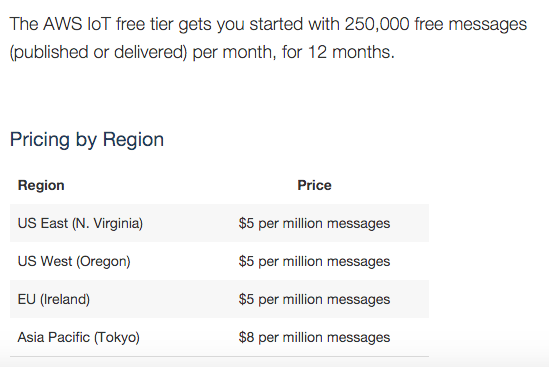 The AWS IoT free tier gets you started with 250,000 free messages
(published or delivered) per month, for 12 months.
Pricing by Region
Region Price
US East (N. Virginia) $5 per million messages
US West (Oregon) $5 per million messages
EU (Ireland) $5 per million messages
Asia Pacific (Tokyo) $8 per million messages